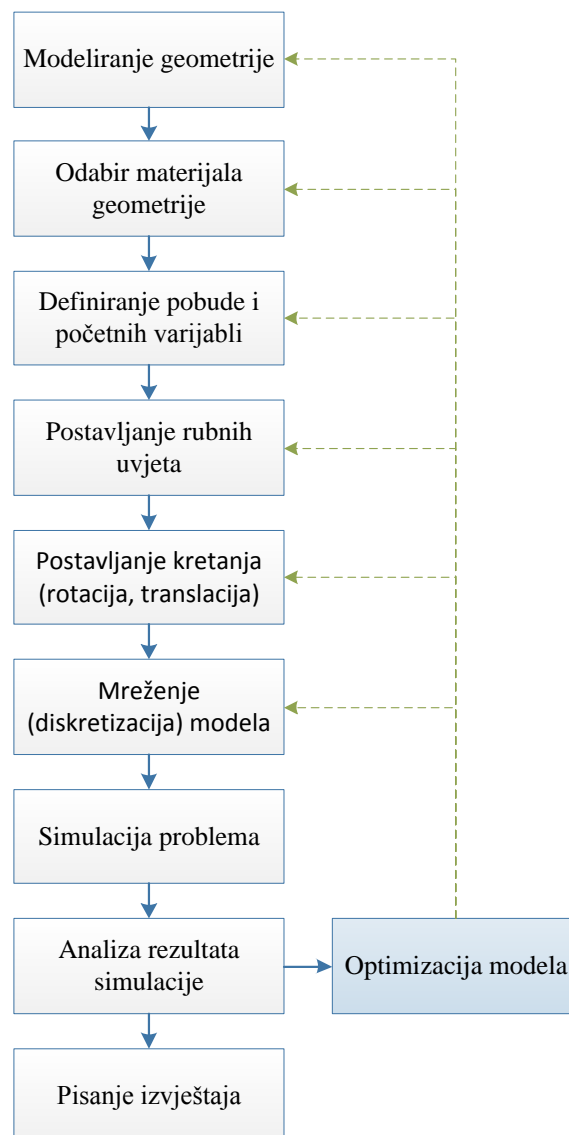 Modeliranje geometrije
Odabir materijala
geometrije
Definiranje pobude i
početnih varijabli
Postavljanje rubnih
uvjeta
Postavljanje kretanja
(rotacija, translacija)
Mreženje
(diskretizacija) modela
Simulacija problema
Analiza rezultata
simulacije
Optimizacija modela
Pisanje izvještaja